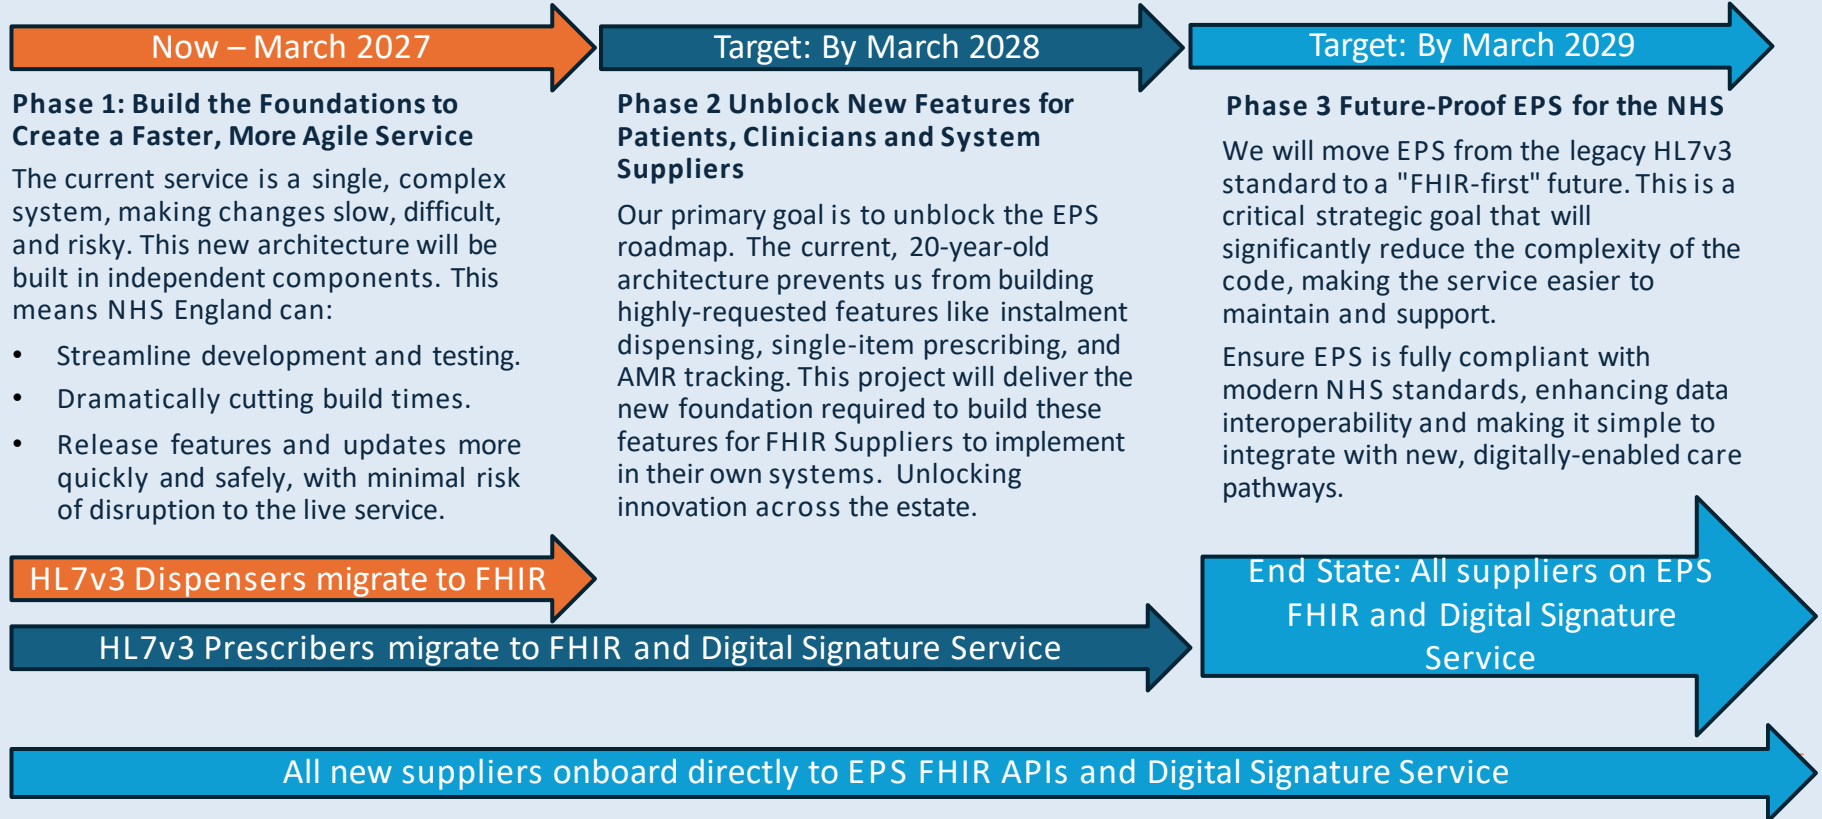 Now – March 2027
Target: By March 2028
Target: By March 2029
Phase 1: Build the Foundations to
Create a Faster, More Agile Service
The current service is a single, complex
system, making changes slow, difficult,
and risky. This new architecture will be
built in independent components. This
means NHS England can:
• Streamline development and testing.
• Dramatically cutting build times.
• Release features and updates more
quickly and safely, with minimal risk
of disruption to the live service.
Phase 2 Unblock New Features for
Patients, Clinicians and System
Suppliers
Our primary goal is to unblock the EPS
roadmap. The current, 20-year-old
architecture prevents us from building
highly-requested features like instalment
dispensing, single-item prescribing, and
AMR tracking. This project will deliver the
new foundation required to build these
features for FHIR Suppliers to implement
in their own systems. Unlocking
innovation across the estate.
Phase 3 Future-Proof EPS for the NHS
We will move EPS from the legacy HL7v3
standard to a "FHIR-first" future. This is a
critical strategic goal that will
significantly reduce the complexity of the
code, making the service easier to
maintain and support.
Ensure EPS is fully compliant with
modern NHS standards, enhancing data
interoperability and making it simple to
integrate with new, digitally-enabled care
pathways.
HL7v3 Dispensers migrate to FHIR
HL7v3 Prescribers migrate to FHIR and Digital Signature Service
End State: All suppliers on EPS
FHIR and Digital Signature
Service
All new suppliers onboard directly to EPS FHIR APIs and Digital Signature Service